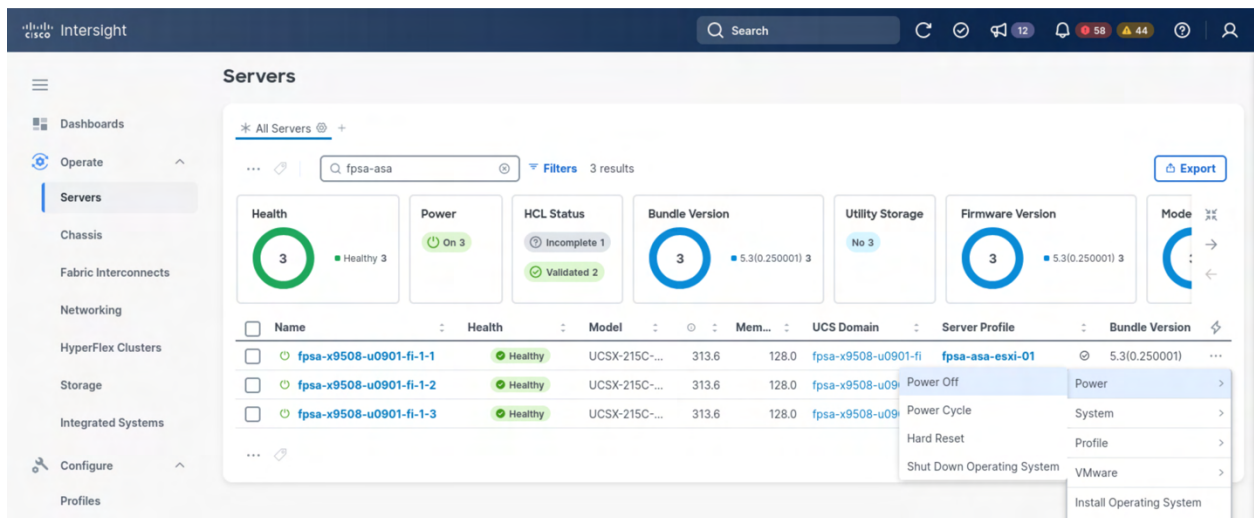 cisco Intersight
Search
12
58
44
Servers
Dashboards
Operate
Servers
Chassis
Fabric Interconnects
Networking
HyperFlex Clusters
Storage
Integrated Systems
Configure
Profiles
All Servers
fpsa-asa
Filters 3 results
Export
Health
3
Healthy 3
Power
On 3
HCL Status
Incomplete 1
Validated 2
Bundle Version
3
5.3(0.250001) 3
Utility Storage
No 3
Firmware Version
3
5.3(0.250001) 3
Mode
Name Health Model Mem... UCS Domain Server Profile Bundle Version
fpsa-x9508-u0901-fi-1-1 Healthy UCSX-215C-... 313.6 128.0 fpsa-x9508-u0901-fi fpsa-asa-esxi-01 5.3(0.250001) ...
fpsa-x9508-u0901-fi-1-2 Healthy UCSX-215C-... 313.6 128.0 fpsa-x9508-u09
fpsa-x9508-u0901-fi-1-3 Healthy UCSX-215C-... 313.6 128.0 fpsa-x9508-u09
Power Off
Power Cycle
Hard Reset
Shut Down Operating System
Power
System
Profile
VMware
Install Operating System